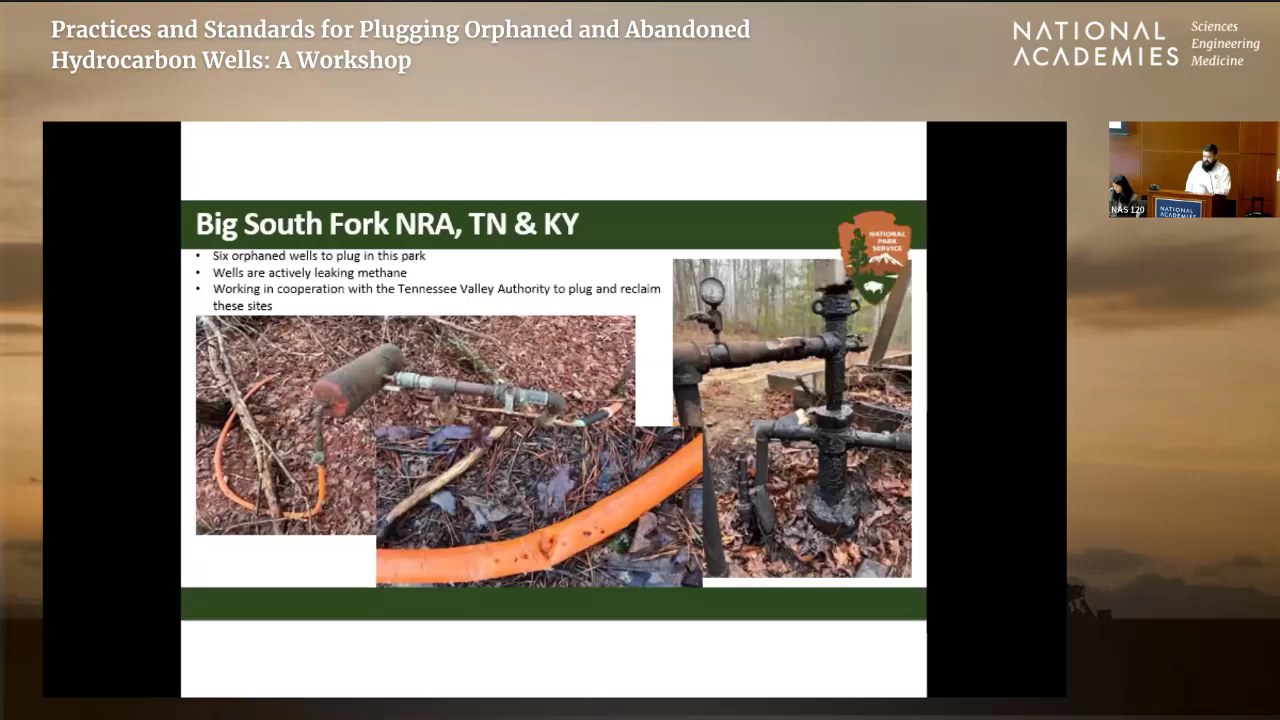 Practices and Standards for Plugging Orphaned and Abandoned
Hydrocarbon Wells: A Workshop
NATIONAL
ACADEMIES
Sciences
Engineering
Medicine
Big South Fork NRA, TN & KY
NATIONAL
PARK
SERVICE
• Six orphaned wells to plug in this park
• Wells are actively leaking methane
• Working in cooperation with the Tennessee Valley Authority to plug and reclaim
these sites
NAS 120
NATIONAL
ACADEMIES